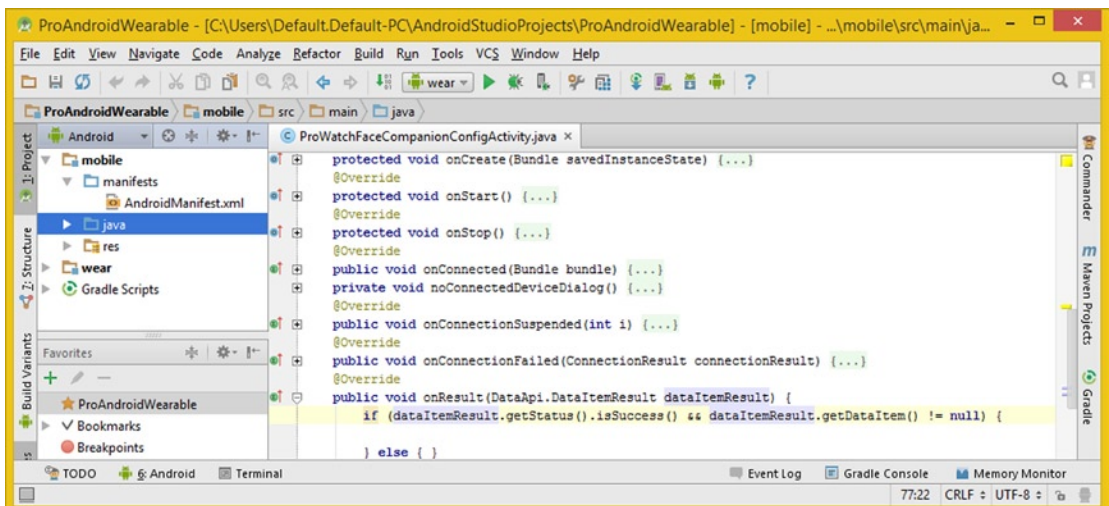 ProAndroidWearable - [C:\Users\Default.Default-PC\AndroidStudioProjects\ProAndroidWearable] - [mobile] - ...\mobile\src\main\ja...
File Edit View Navigate Code Analyze Refactor Build Run Tools VCS Window Help
wear
ProAndroidWearable mobile src main java
Android
ProWatchFaceCompanionConfigActivity.java
1: Project
Z: Structure
Build Variants
mobile
manifests
AndroidManifest.xml
java
res
wear
Gradle Scripts
Favorites
ProAndroidWearable
Bookmarks
Breakpoints
protected void onCreate(Bundle savedInstanceState) {...}
@Override
protected void onStart() {...}
@Override
protected void onStop() {...}
@Override
public void onConnected(Bundle bundle) {...}
private void noConnectedDeviceDialog() {...}
@Override
public void onConnectionSuspended(int i) {...}
@Override
public void onConnectionFailed(ConnectionResult connectionResult) {...}
@Override
public void onResult(DataApi.DataItemResult dataItemResult) {
if (dataItemResult.getStatus().isSuccess() && dataItemResult.getDataItem() != null) {
} else { }
Commander
m Maven Projects
Gradle
TODO 6: Android Terminal Event Log Gradle Console Memory Monitor
77:22 CRLF UTF-8